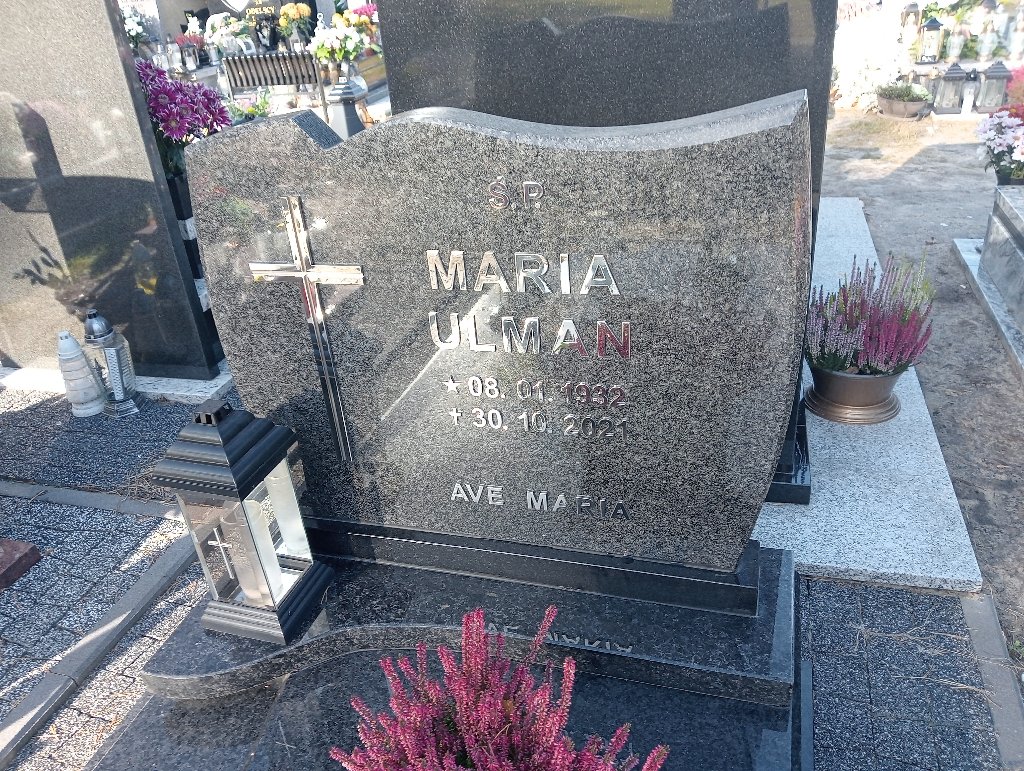 Ś.P.
MARIA
ULMAN
★ 08. 01. 1932
✝ 30. 10. 2021
AVE MARIA